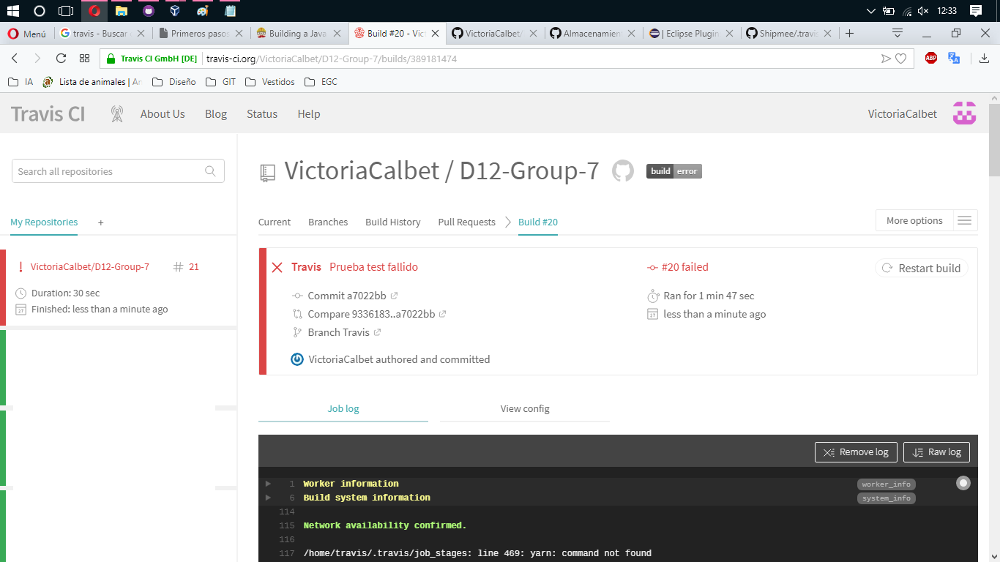 12:33
Menú
travis - Buscar
Primeros pasos
Building a Java
Build #20 - Vict
VictoriaCalbet/
Almacenamien
| Eclipse Plugin
Shipmee/.travis
Travis CI GmbH [DE]
travis-ci.org/VictoriaCalbet/D12-Group-7/builds/389181474
ABP
IA
Lista de animales | An
Diseño
GIT
Vestidos
EGC
Travis CI
About Us
Blog
Status
Help
VictoriaCalbet
Search all repositories
VictoriaCalbet / D12-Group-7
build error
My Repositories
+
Current
Branches
Build History
Pull Requests
Build #20
More options
! VictoriaCalbet/D12-Group-7
# 21
Duration: 30 sec
Finished: less than a minute ago
Travis Prueba test fallido
Commit a7022bb
Compare 9336183..a7022bb
Branch Travis
VictoriaCalbet authored and committed
#20 failed
Ran for 1 min 47 sec
less than a minute ago
Restart build
Job log
View config
Remove log
Raw log
1 Worker information
worker_info
6 Build system information
system_info
114
115 Network availability confirmed.
116
117 /home/travis/.travis/job_stages: line 469: yarn: command not found